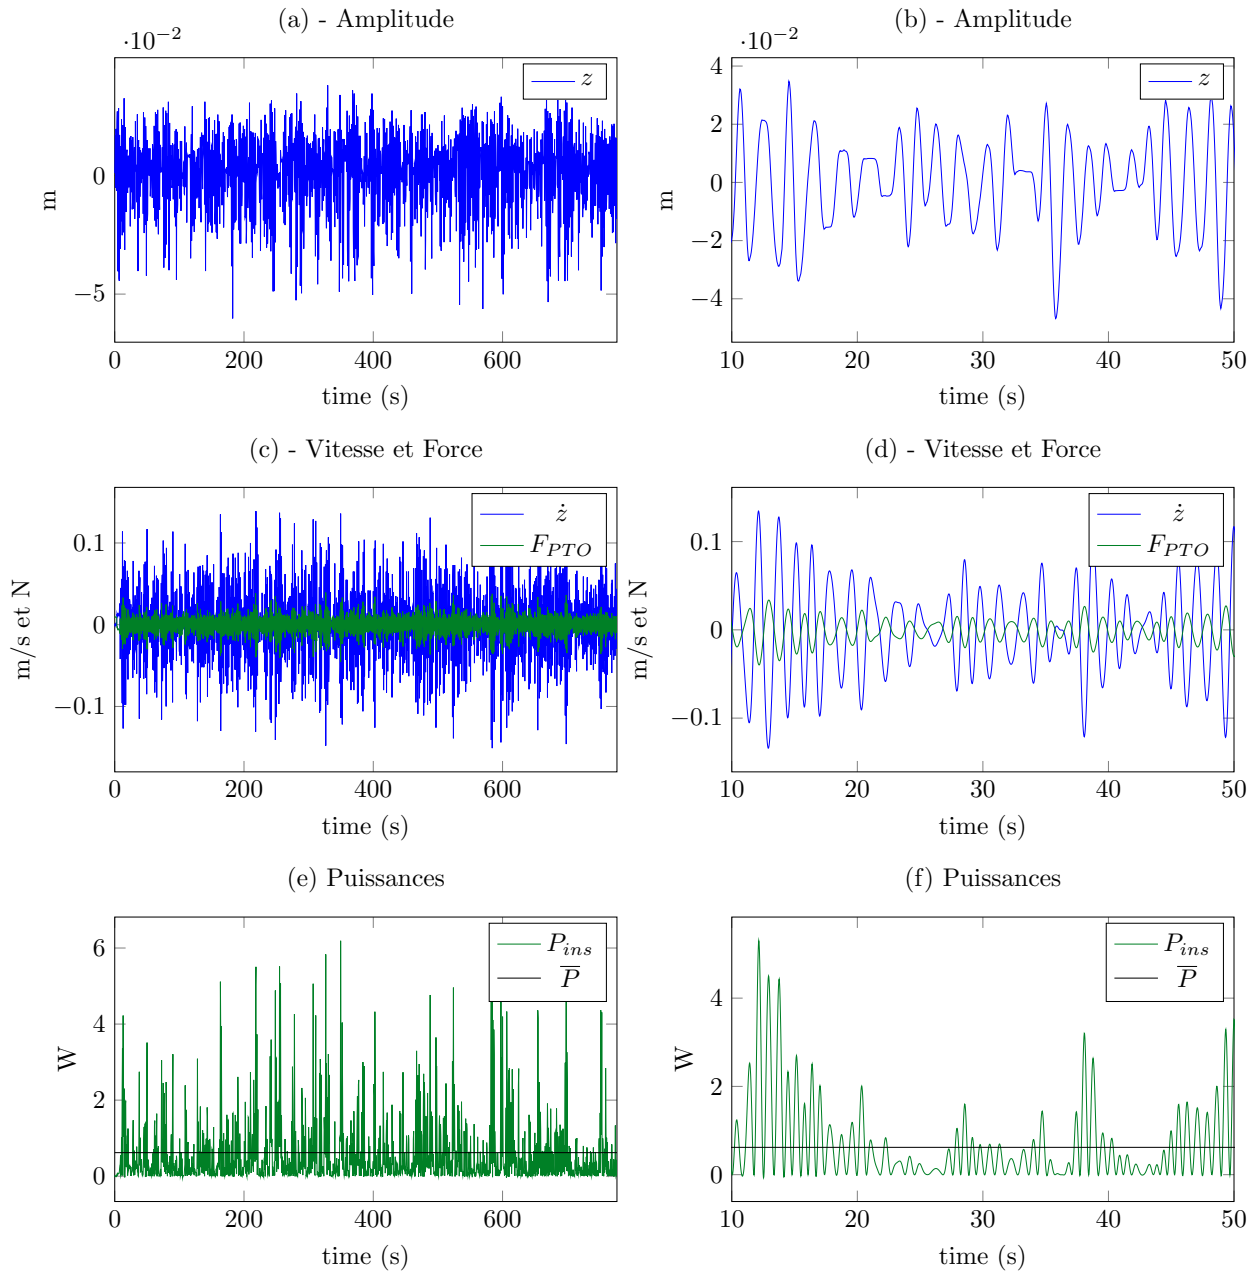 (a) - Amplitude
·10−2
z
0
−5
m
0 200 400 600
time (s)
(b) - Amplitude
·10−2
z
4
2
0
−2
−4
m
10 20 30 40 50
time (s)
(c) - Vitesse et Force
ż
F_PTO
0.1
0
−0.1
m/s et N
0 200 400 600
time (s)
(d) - Vitesse et Force
ż
F_PTO
0.1
0
−0.1
m/s et N
10 20 30 40 50
time (s)
(e) Puissances
P_ins
P̅
6
4
2
0
W
0 200 400 600
time (s)
(f) Puissances
P_ins
P̅
4
2
0
W
10 20 30 40 50
time (s)